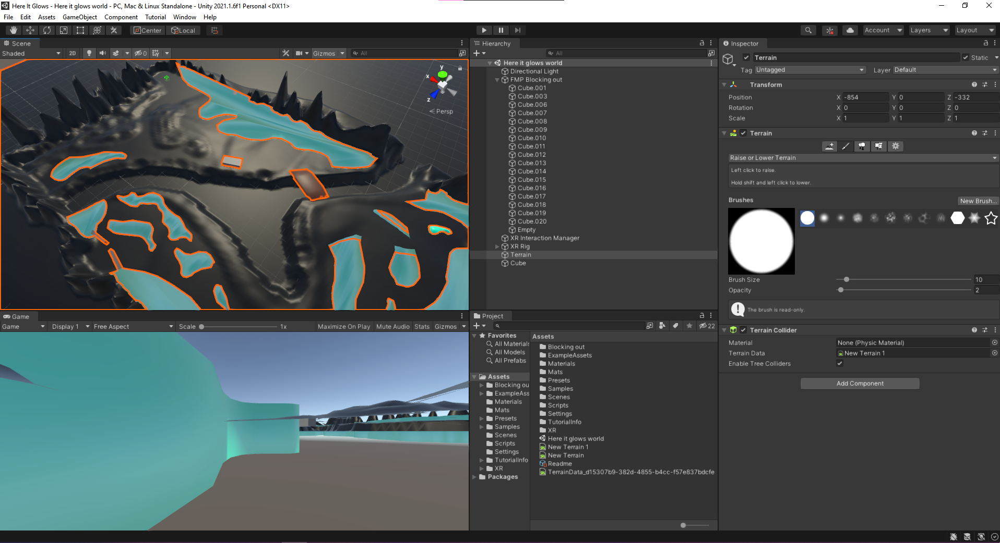 Here It Glows - Here it glows world - PC, Mac & Linux Standalone - Unity 2021.1.6f1 Personal <DX11>
File Edit Assets GameObject Component Tutorial Window Help
Center Local Account Layers Layout
Scene
Shaded 2D 0 Gizmos All
y
x
z
Persp
Game
Game Display 1 Free Aspect Scale 1x Maximize On Play Mute Audio Stats Gizmos
Hierarchy
All
Here it glows world
Directional Light
FMP Blocking out
Cube.001
Cube.003
Cube.006
Cube.007
Cube.008
Cube.009
Cube.010
Cube.011
Cube.012
Cube.013
Cube.014
Cube.015
Cube.016
Cube.017
Cube.018
Cube.019
Cube.020
Empty
XR Interaction Manager
XR Rig
Terrain
Cube
Project
22
Favorites
All Materials
All Models
All Prefabs
Assets
Blocking ou
ExampleAss
Materials
Mats
Presets
Samples
Scenes
Scripts
Settings
TutorialInfo
XR
Packages
Assets
Blocking out
ExampleAssets
Materials
Mats
Presets
Samples
Scenes
Scripts
Settings
TutorialInfo
XR
Here it glows world
New Terrain 1
New Terrain
Readme
TerrainData_d15307b9-382d-4855-b4cc-f57e837bdcfe
Inspector
Terrain Static
Tag Untagged Layer Default
Transform
Position X -854 Y 0 Z -332
Rotation X 0 Y 0 Z 0
Scale X 1 Y 1 Z 1
Terrain
Raise or Lower Terrain
Left click to raise.
Hold shift and left click to lower.
Brushes
New Brush...
Brush Size 10
Opacity 2
The brush is read-only.
Terrain Collider
Material None (Physic Material)
Terrain Data New Terrain 1
Enable Tree Colliders
Add Component